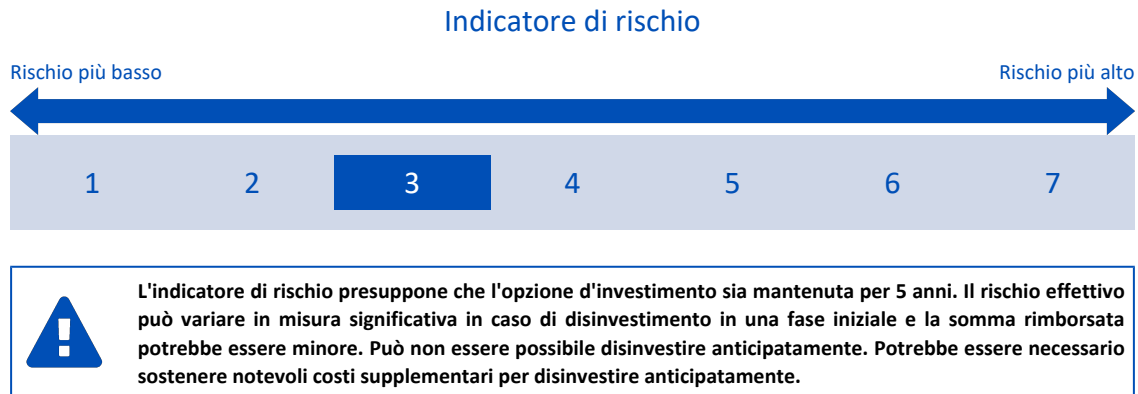 Indicatore di rischio
Rischio più basso
Rischio più alto
1 2 3 4 5 6 7
L'indicatore di rischio presuppone che l'opzione d'investimento sia mantenuta per 5 anni. Il rischio effettivo
può variare in misura significativa in caso di disinvestimento in una fase iniziale e la somma rimborsata
potrebbe essere minore. Può non essere possibile disinvestire anticipatamente. Potrebbe essere necessario
sostenere notevoli costi supplementari per disinvestire anticipatamente.